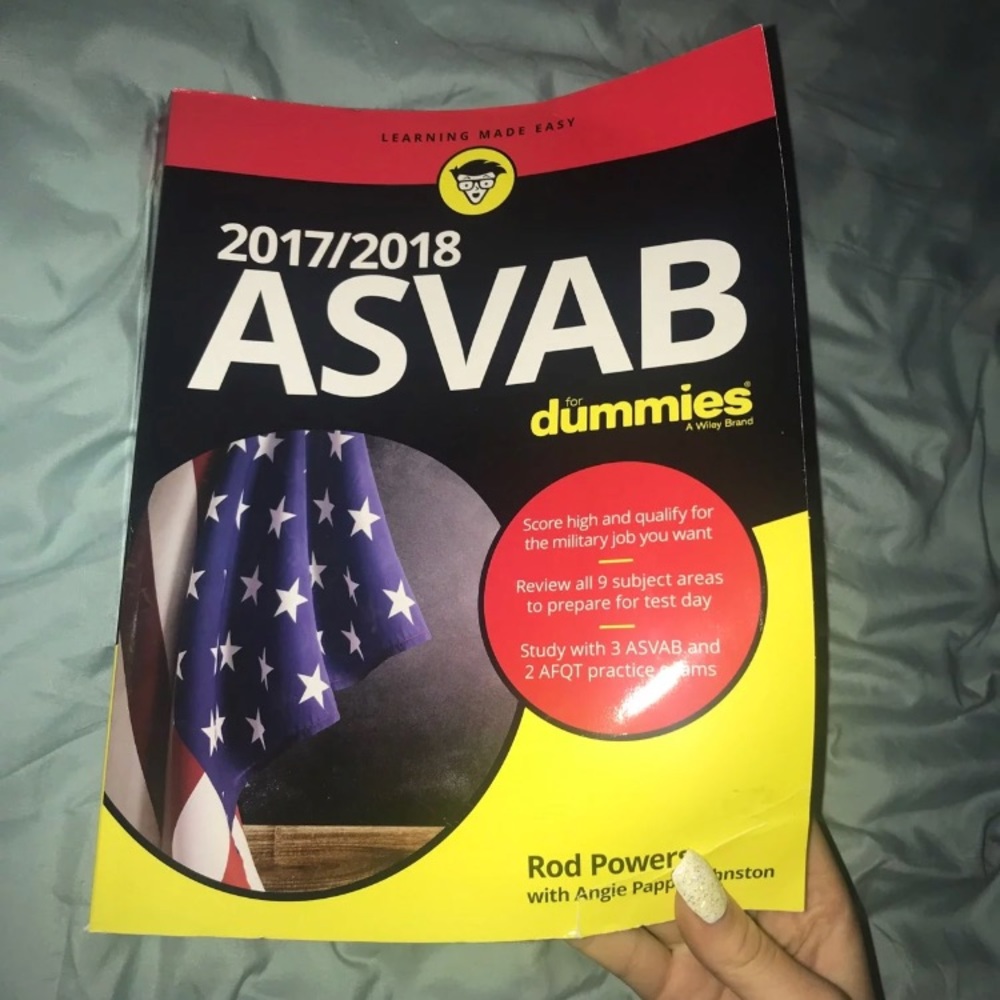 LEARNING MADE EASY
2017/2018
ASVAB
for
dummies®
A Wiley Brand
Score high and qualify for
the military job you want
Review all 9 subject areas
to prepare for test day
Study with 3 ASVAB and
2 AFQT practice
Rod Powers
with Angie